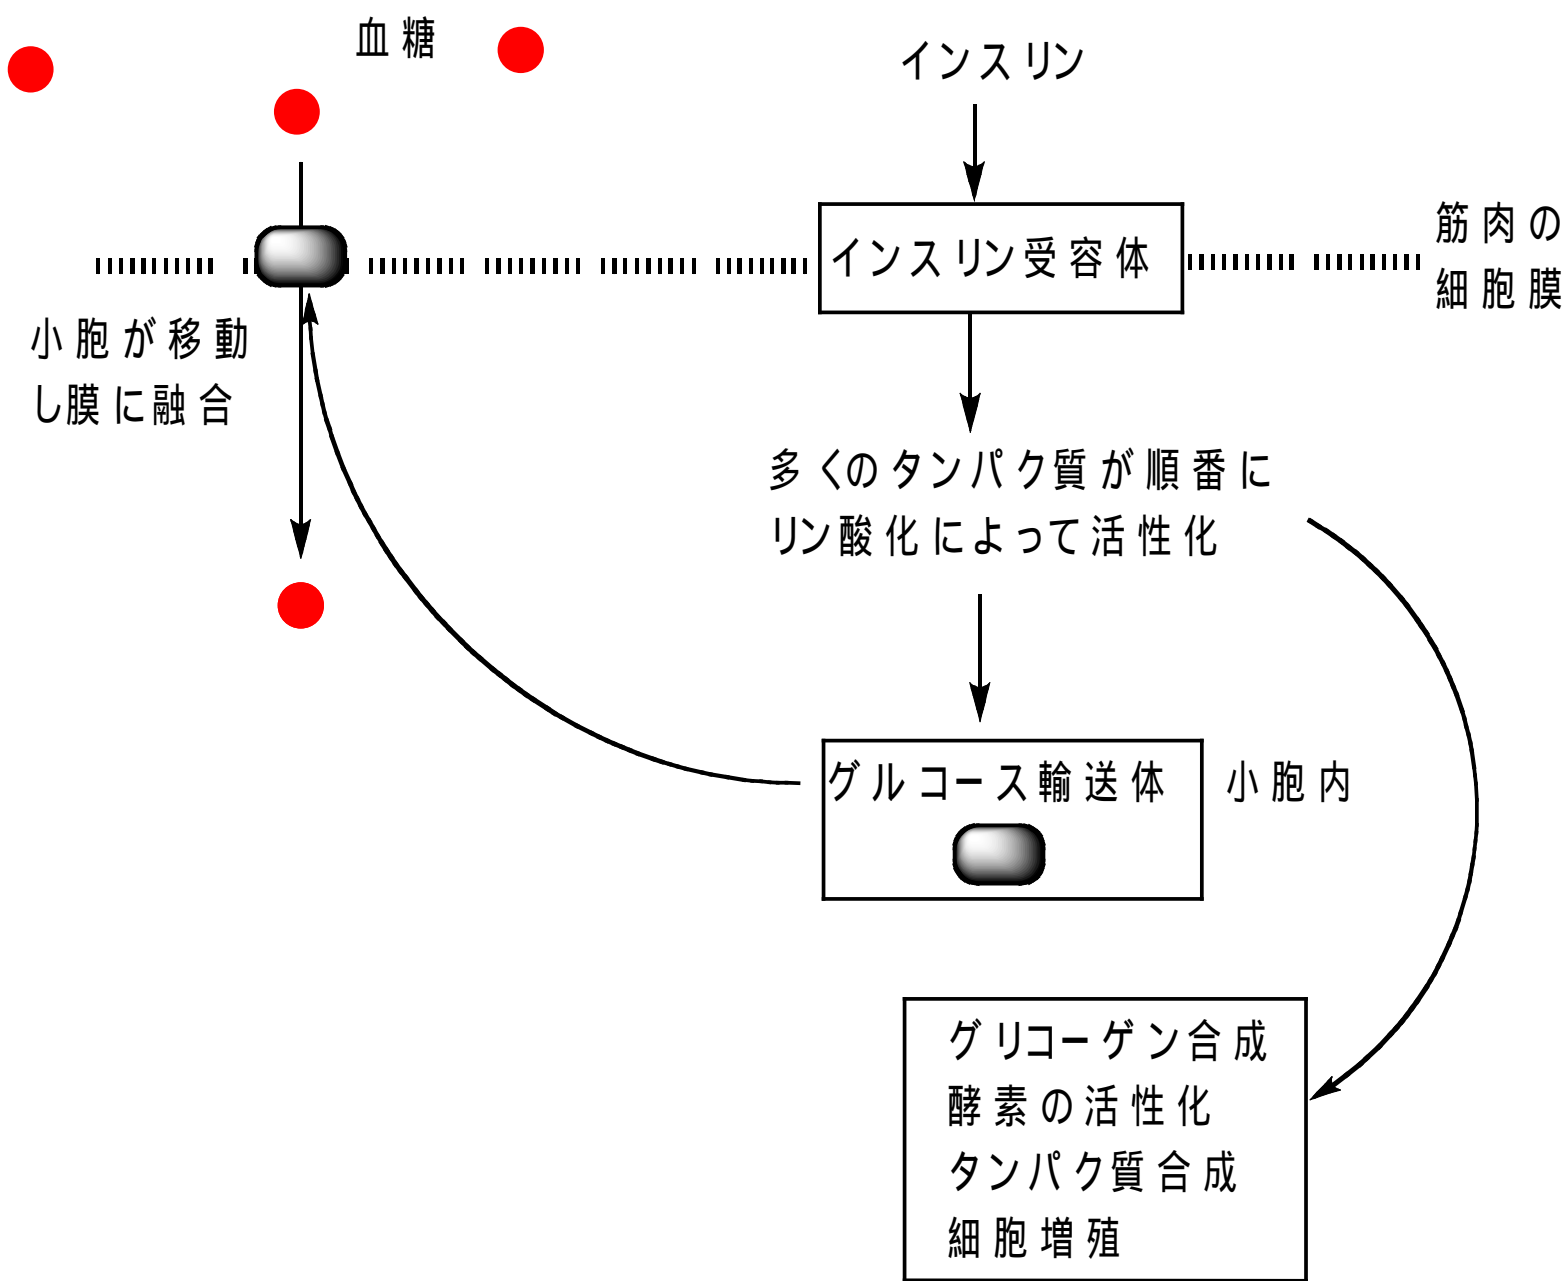 血糖
インスリン
インスリン受容体
筋肉の
細胞膜
小胞が移動
し膜に融合
多くのタンパク質が順番に
リン酸化によって活性化
グルコース輸送体
小胞内
グリコーゲン合成
酵素の活性化
タンパク質合成
細胞増殖